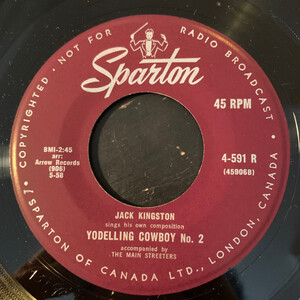 COPYRIGHTED - NOT FOR RADIO BROADCAST
Sparton
45 RPM
BMI-2:45
arr:
Arrow Records
(906)
S-56
4-591 R
(45906B)
JACK KINGSTON
sings his own composition
YODELLING COWBOY No. 2
accompanied by
THE MAIN STREETERS
SPARTON OF CANADA LTD., LONDON, CANADA